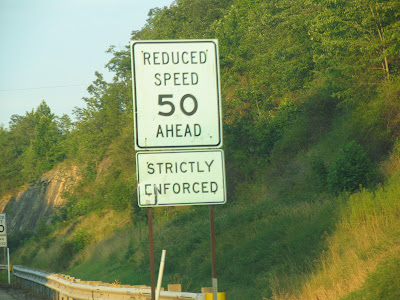 REDUCED
SPEED
50
AHEAD
STRICTLY
ENFORCED